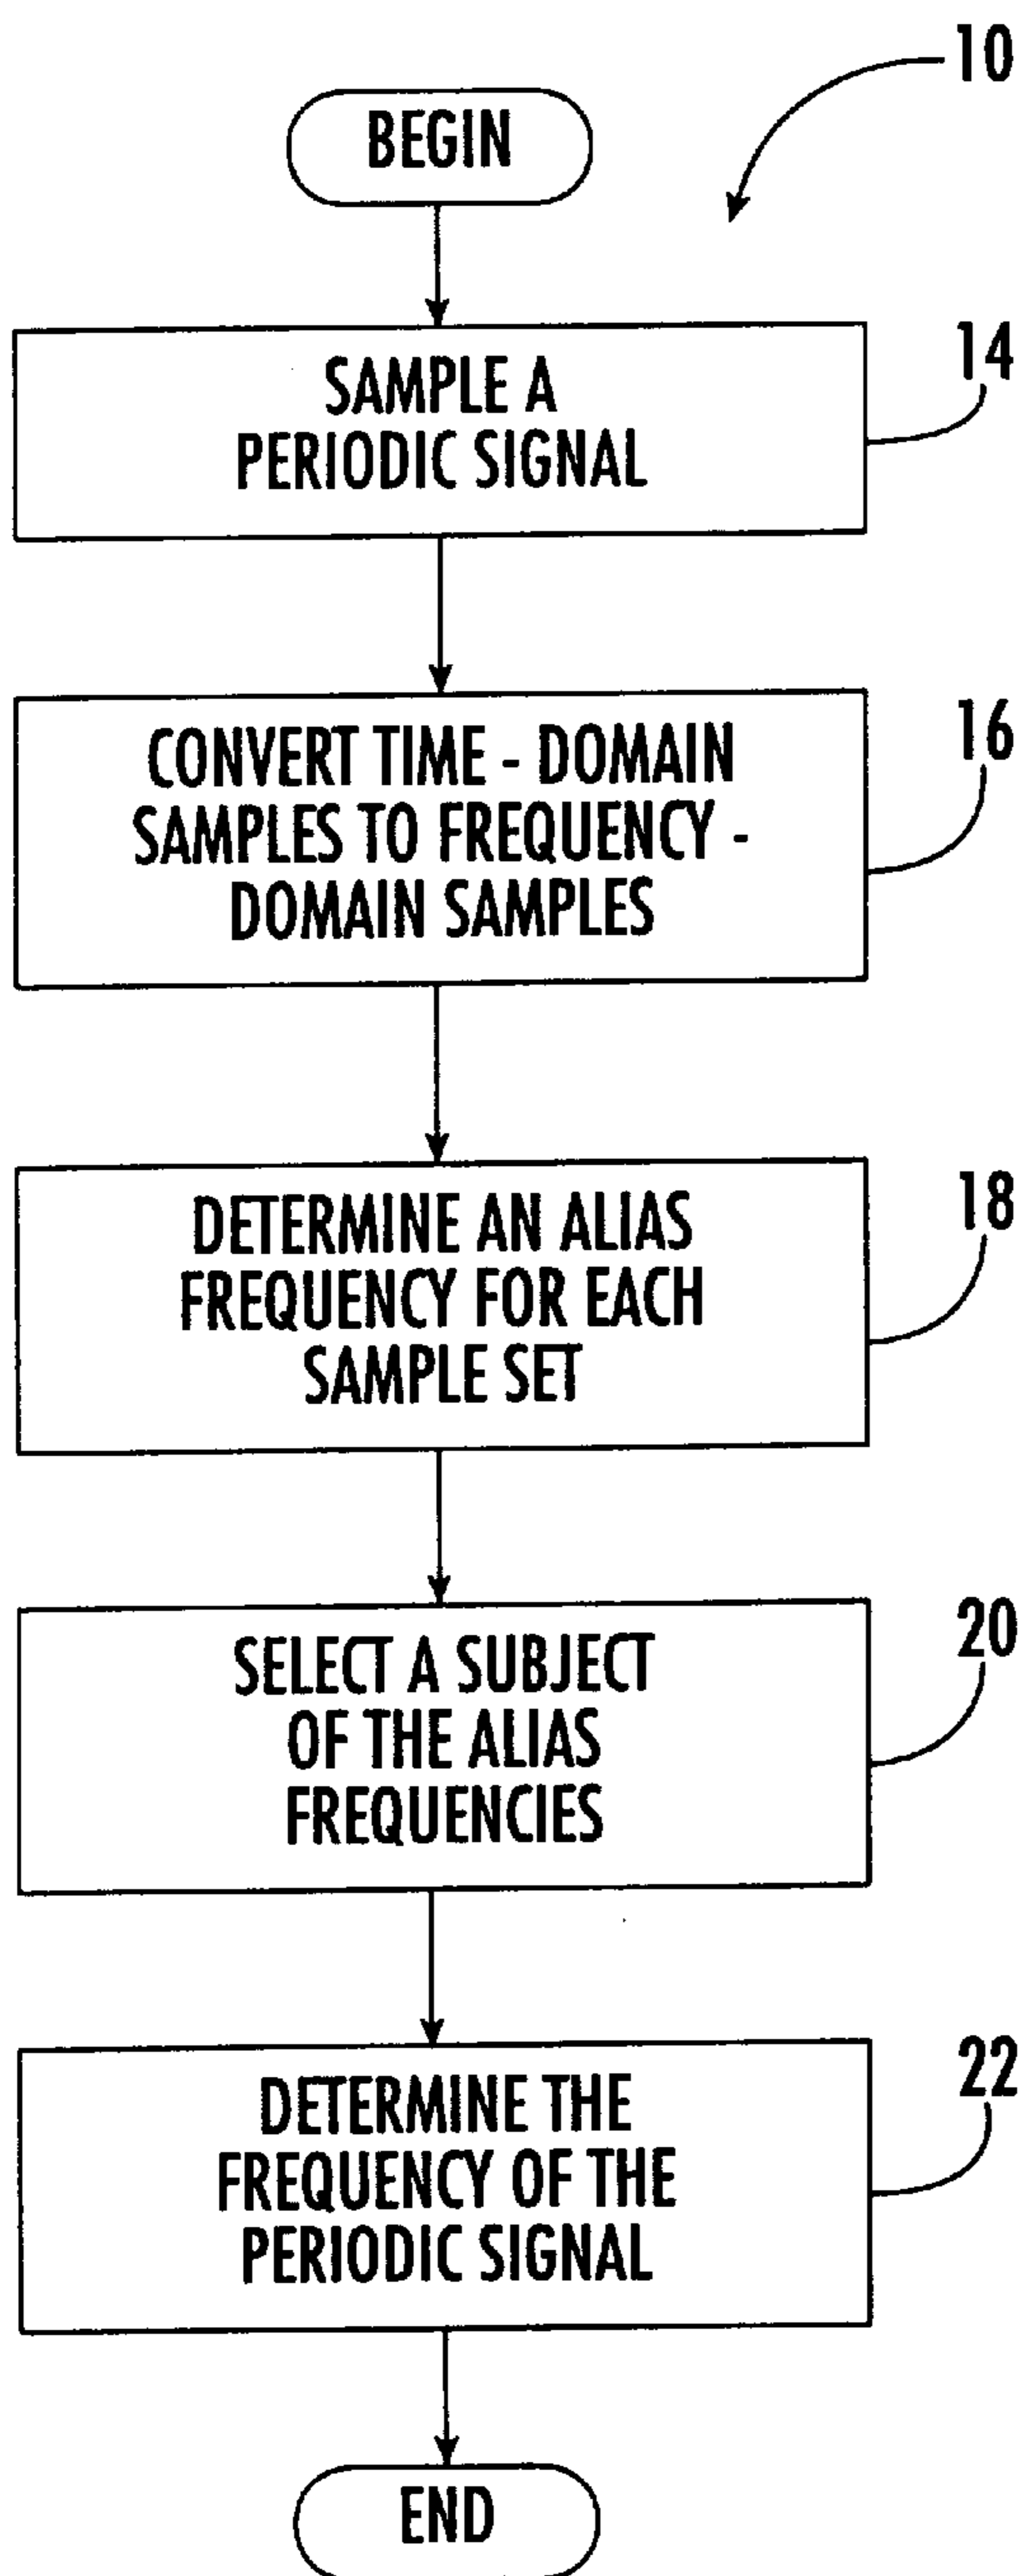 10
BEGIN
14
SAMPLE A
PERIODIC SIGNAL
16
CONVERT TIME - DOMAIN
SAMPLES TO FREQUENCY -
DOMAIN SAMPLES
18
DETERMINE AN ALIAS
FREQUENCY FOR EACH
SAMPLE SET
20
SELECT A SUBJECT
OF THE ALIAS
FREQUENCIES
22
DETERMINE THE
FREQUENCY OF THE
PERIODIC SIGNAL
END